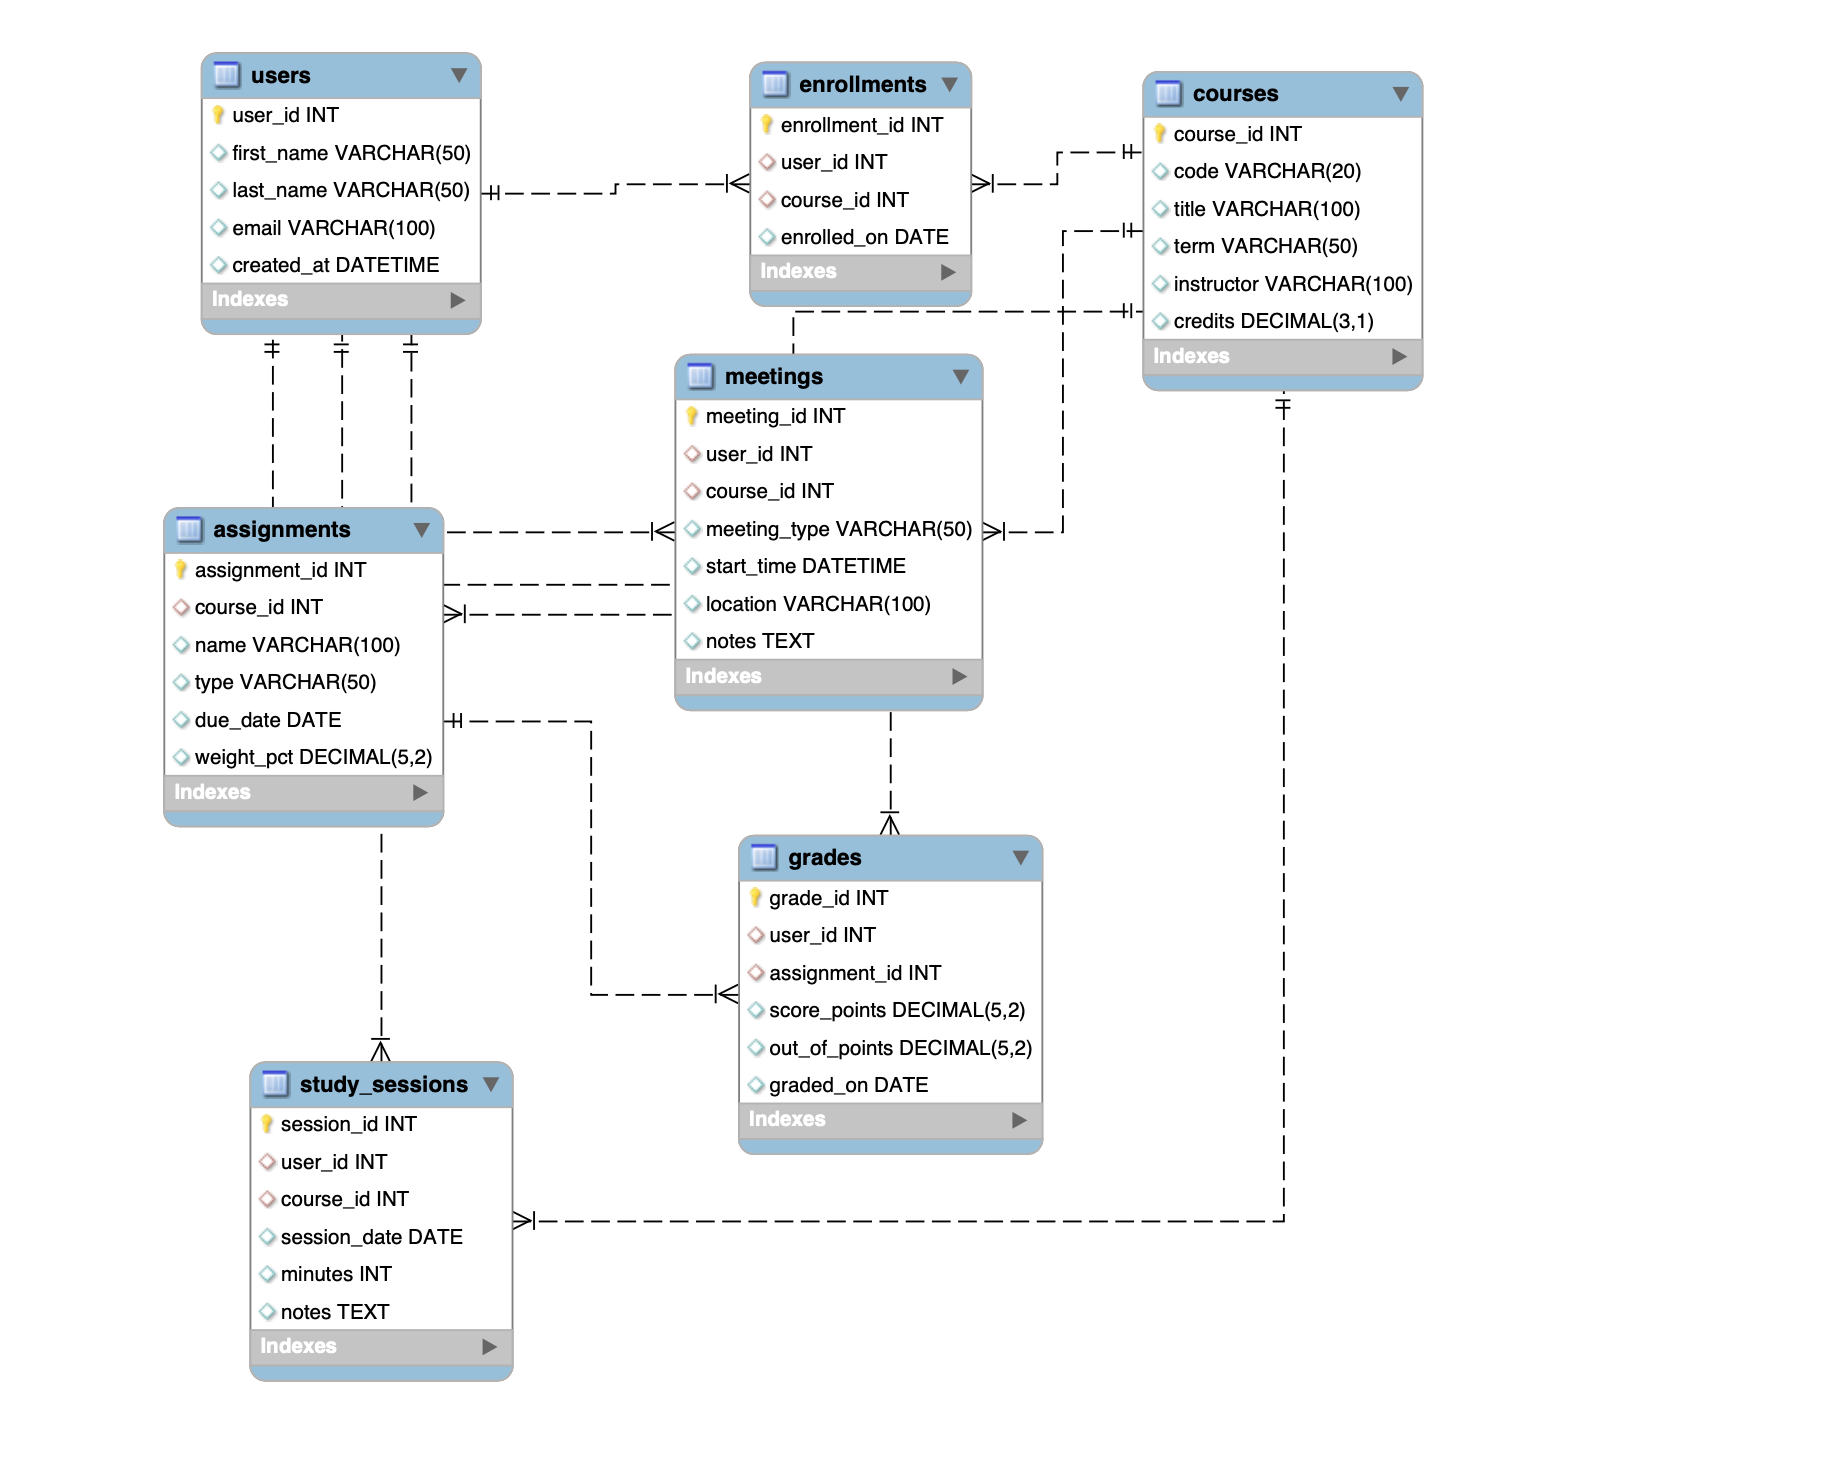 users
user_id INT
first_name VARCHAR(50)
last_name VARCHAR(50)
email VARCHAR(100)
created_at DATETIME
Indexes
enrollments
enrollment_id INT
user_id INT
course_id INT
enrolled_on DATE
Indexes
courses
course_id INT
code VARCHAR(20)
title VARCHAR(100)
term VARCHAR(50)
instructor VARCHAR(100)
credits DECIMAL(3,1)
Indexes
meetings
meeting_id INT
user_id INT
course_id INT
meeting_type VARCHAR(50)
start_time DATETIME
location VARCHAR(100)
notes TEXT
Indexes
assignments
assignment_id INT
course_id INT
name VARCHAR(100)
type VARCHAR(50)
due_date DATE
weight_pct DECIMAL(5,2)
Indexes
grades
grade_id INT
user_id INT
assignment_id INT
score_points DECIMAL(5,2)
out_of_points DECIMAL(5,2)
graded_on DATE
Indexes
study_sessions
session_id INT
user_id INT
course_id INT
session_date DATE
minutes INT
notes TEXT
Indexes